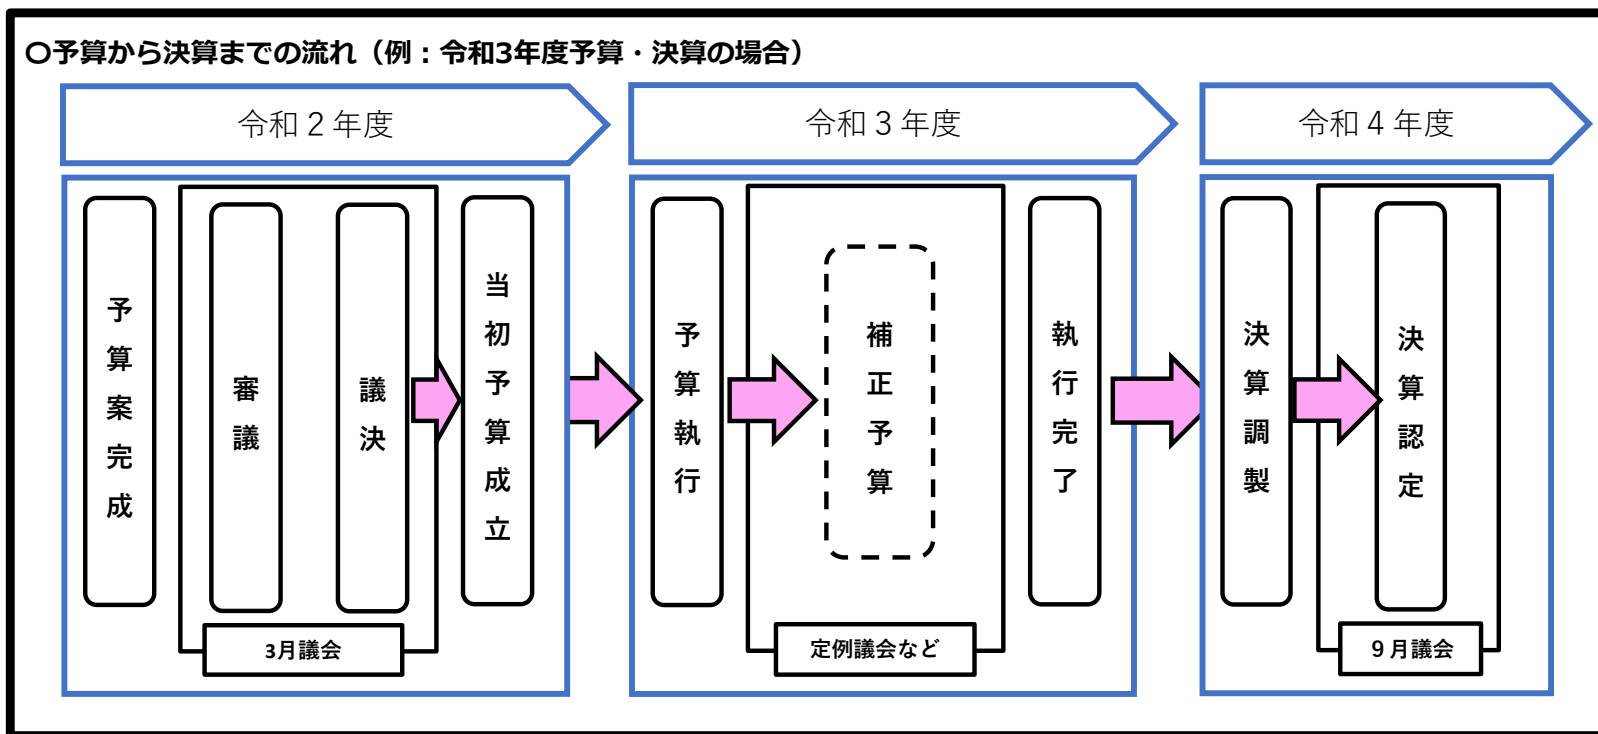 〇予算から決算までの流れ（例：令和3年度予算・決算の場合）
令和２年度
令和３年度
令和４年度
予算案完成
審議
議決
3月議会
当初予算成立
予算執行
補正予算
定例議会など
執行完了
決算調製
決算認定
９月議会